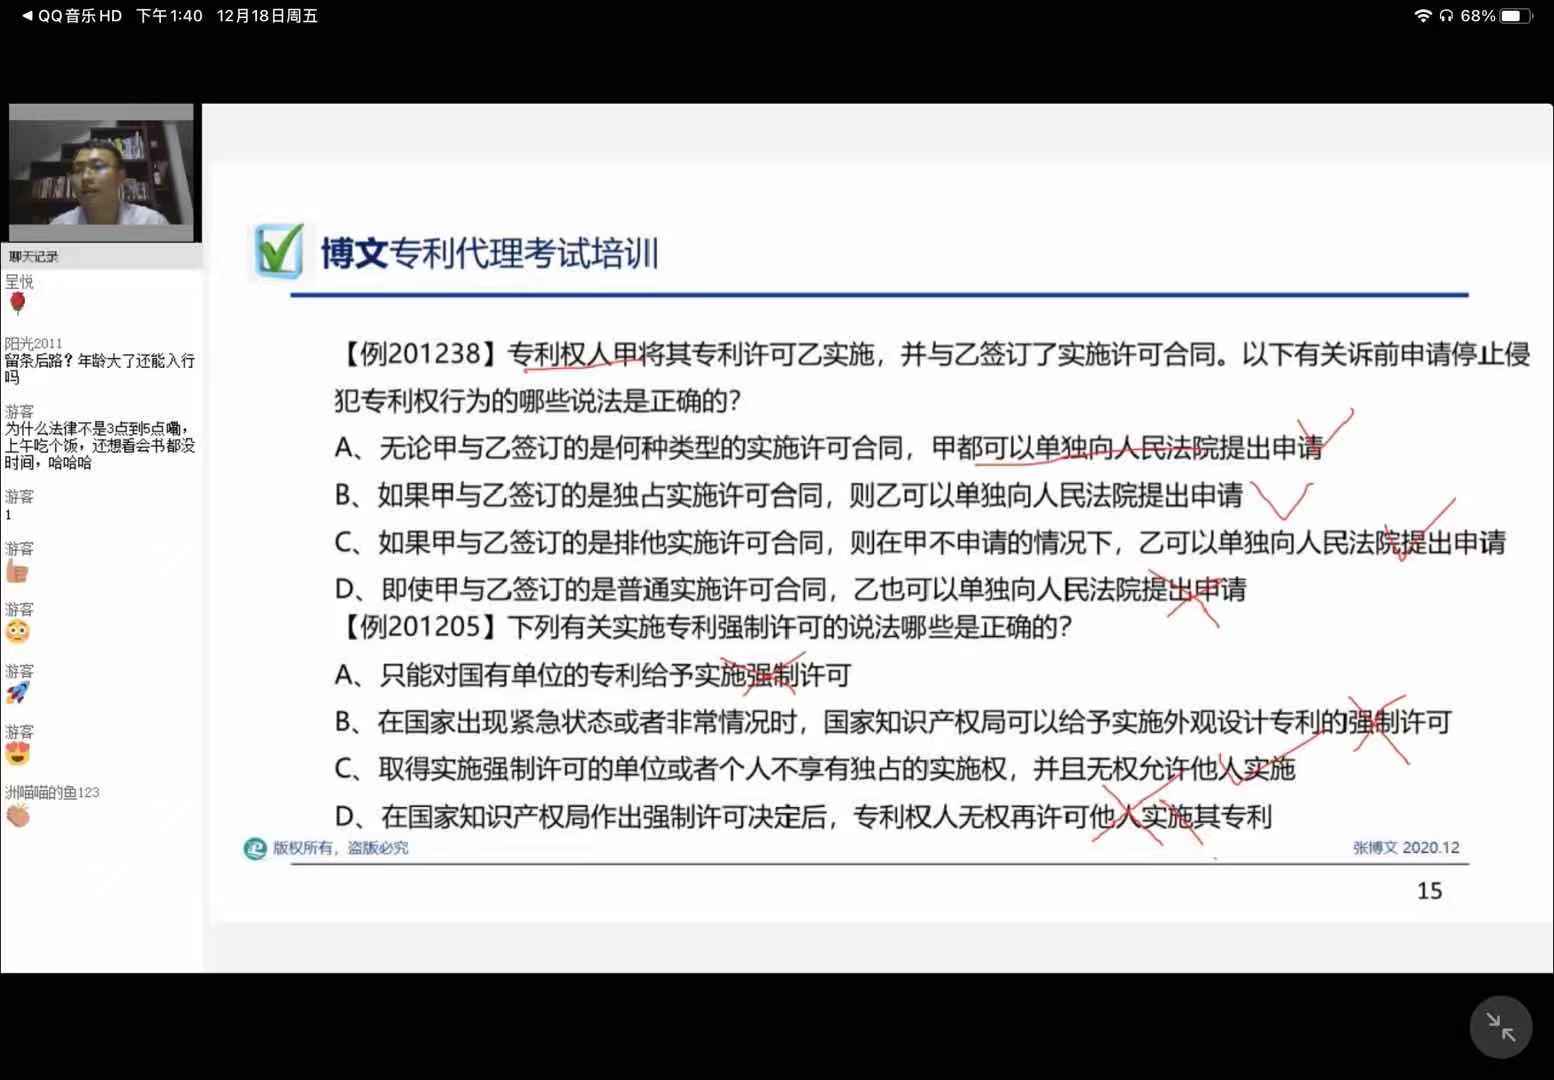 QQ音乐HD 下午1:40 12月18日周五
68%
聊天记录
呈悦
阳光2011
留条后路？年龄大了还能入行
吗
游客
为什么法律不是3点到5点嘞，
上午吃个饭，还想看会书都没
时间，哈哈哈
游客
1
游客
游客
游客
游客
洲喵喵的鱼123
博文专利代理考试培训
【例201238】专利权人甲将其专利许可乙实施，并与乙签订了实施许可合同。以下有关诉前申请停止侵
犯专利权行为的哪些说法是正确的？
A、无论甲与乙签订的是何种类型的实施许可合同，甲都可以单独向人民法院提出申请
B、如果甲与乙签订的是独占实施许可合同，则乙可以单独向人民法院提出申请
C、如果甲与乙签订的是排他实施许可合同，则在甲不申请的情况下，乙可以单独向人民法院提出申请
D、即使甲与乙签订的是普通实施许可合同，乙也可以单独向人民法院提出申请
【例201205】下列有关实施专利强制许可的说法哪些是正确的？
A、只能对国有单位的专利给予实施强制许可
B、在国家出现紧急状态或者非常情况时，国家知识产权局可以给予实施外观设计专利的强制许可
C、取得实施强制许可的单位或者个人不享有独占的实施权，并且无权允许他人实施
D、在国家知识产权局作出强制许可决定后，专利权人无权再许可他人实施其专利
版权所有，盗版必究
张博文 2020.12
15